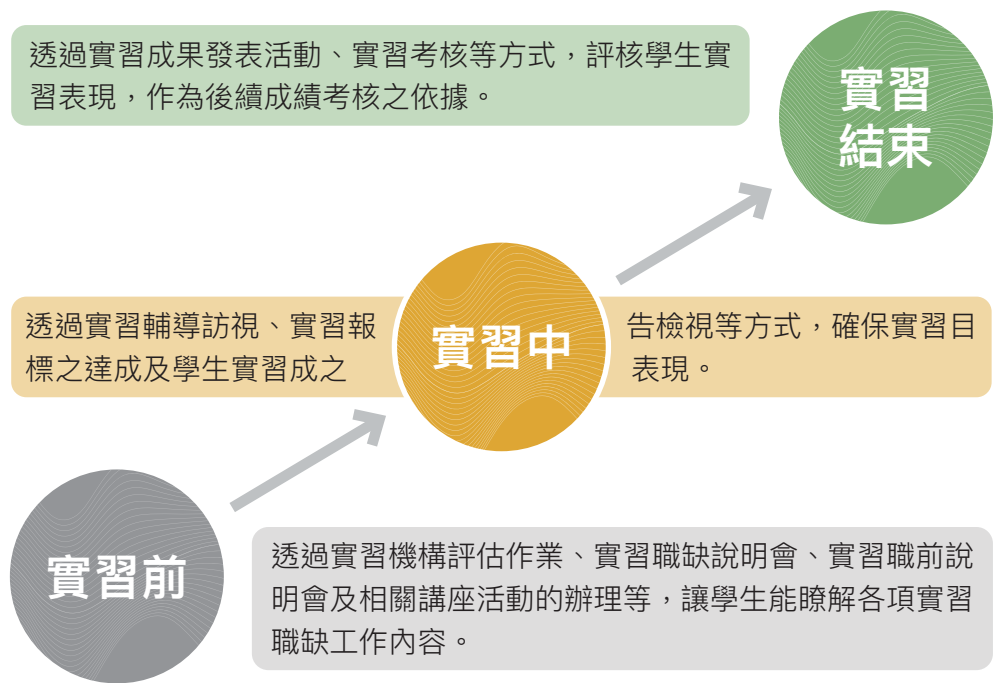 透過實習成果發表活動、實習考核等方式，評核學生實
習表現，作為後續成績考核之依據。
實習
結束
透過實習輔導訪視、實習報
告檢視等方式，確保實習目
標之達成及學生實習成之
表現。
實習中
實習前
透過實習機構評估作業、實習職缺說明會、實習職前說
明會及相關講座活動的辦理等，讓學生能瞭解各項實習
職缺工作內容。